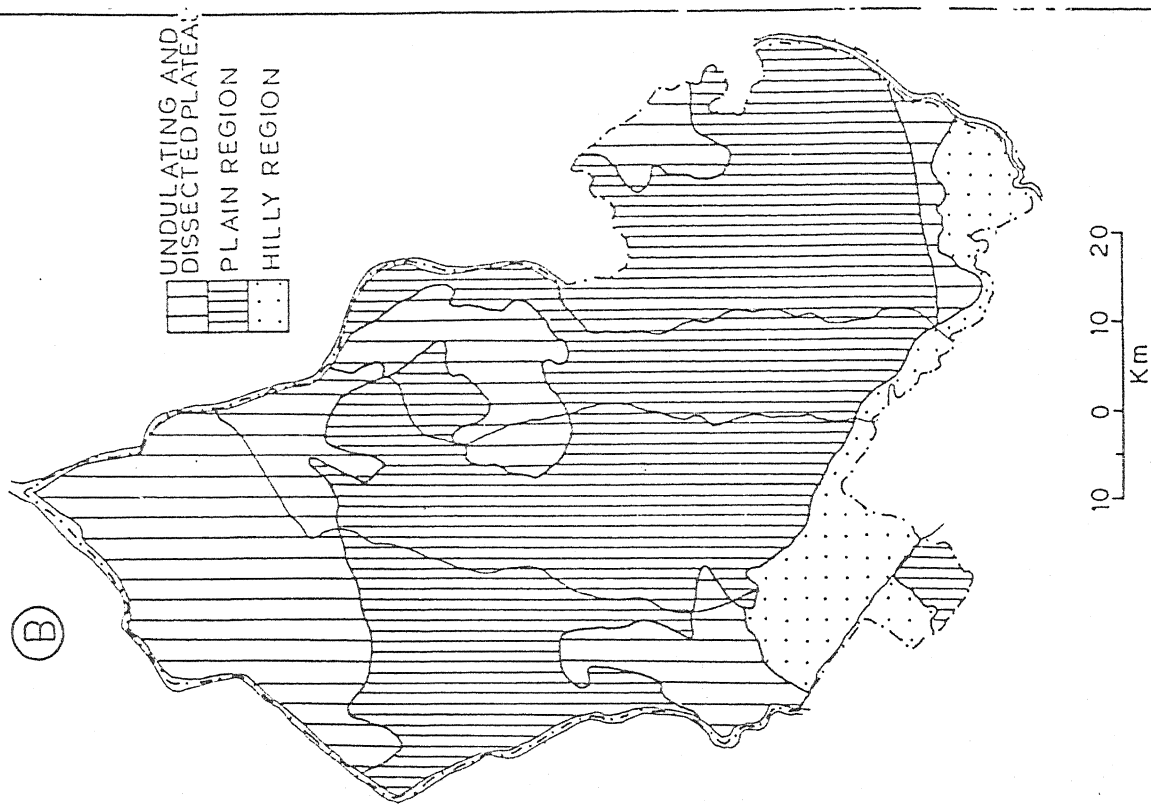 B
UNDULATING AND
DISSECTED PLATEAU
PLAIN REGION
HILLY REGION
10 0 10 20
Km